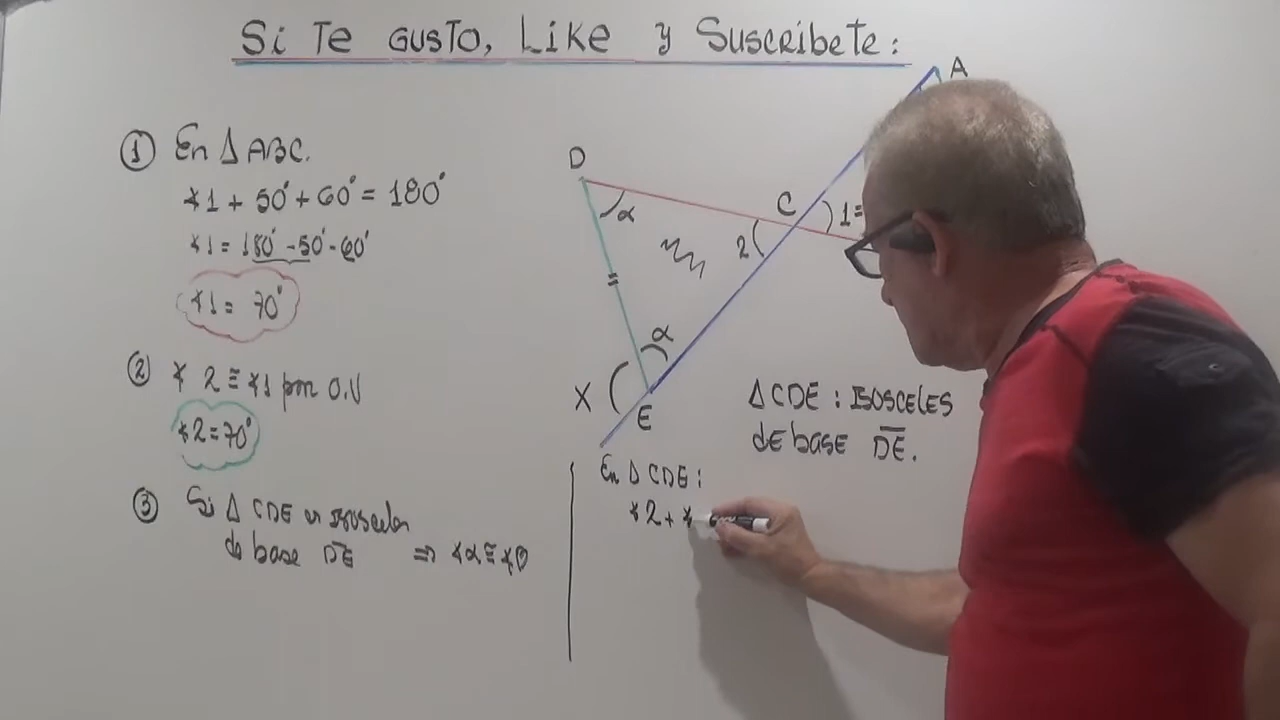 Si Te GUSTO, Like y Suscríbete:
① En Δ ABC.
∡1 + 50° + 60° = 180°
∡1 = 180° - 50° - 60°
∡1 = 70°
② ∡ 2 ≅ ∡1 por O.V
∡2 = 70°
③ Si Δ CDE es Isosceles
de base DE ⇒ ∡α ≅ ∡D
A
D
α
C
1=
2
α
X
E
Δ CDE : ISOSCELES
de base DE.
En Δ CDE:
∡2 + ∡